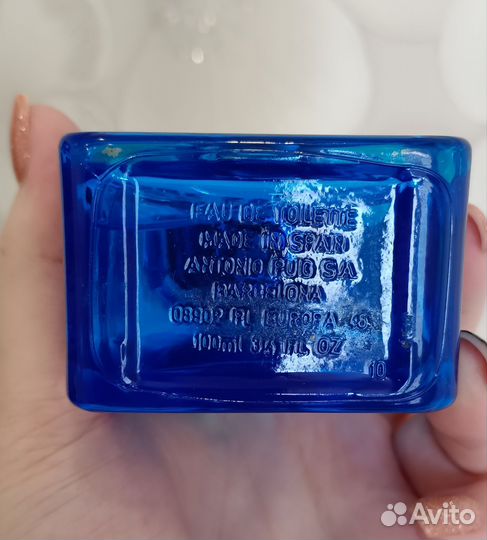 EAU DE TOILETTE
MADE IN SPAIN
ANTONIO PUIG SA
BARCELONA
08902 PL EUROPA 46
100ml 3.4 FL OZ
10
Avito